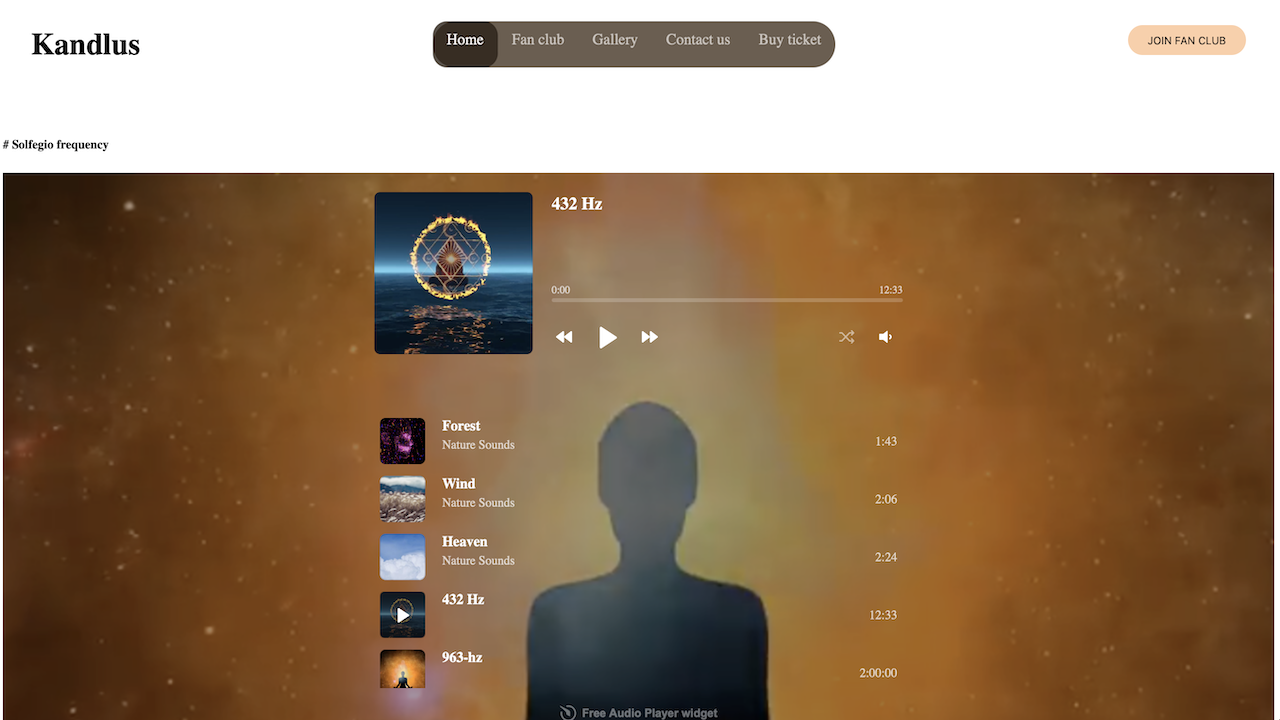 Kandlus
Home Fan club Gallery Contact us Buy ticket
JOIN FAN CLUB
# Solfegio frequency
432 Hz
0:00 12:33
Forest
Nature Sounds
1:43
Wind
Nature Sounds
2:06
Heaven
Nature Sounds
2:24
432 Hz
12:33
963-hz
2:00:00
Free Audio Player widget